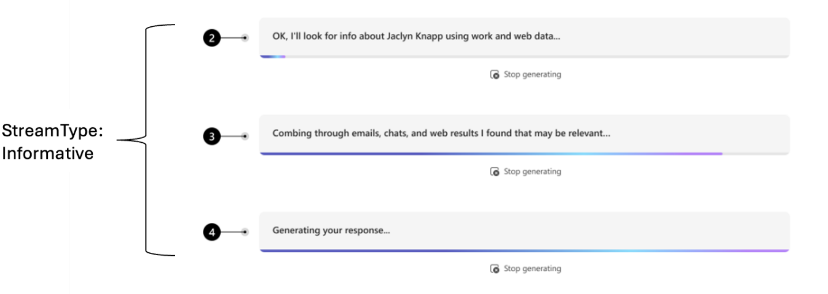 2
OK, I'll look for info about Jaclyn Knapp using work and web data...
Stop generating
StreamType:
Informative
3
Combing through emails, chats, and web results I found that may be relevant...
Stop generating
4
Generating your response...
Stop generating